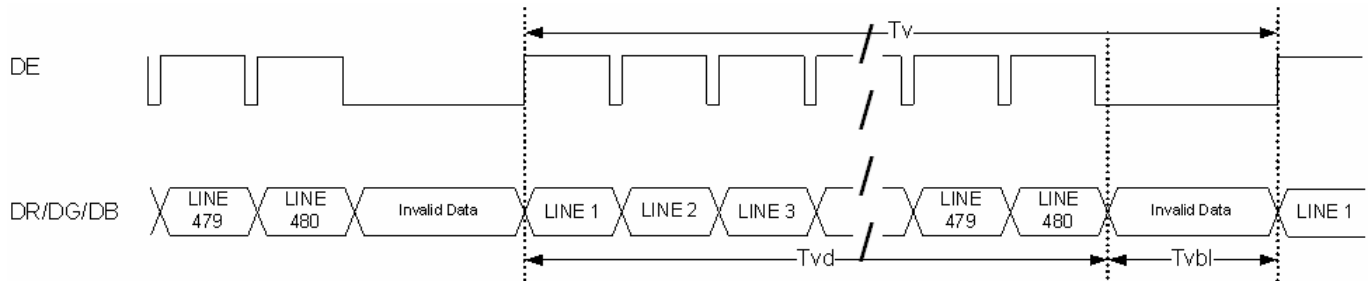 Tv
DE
DR/DG/DB
LINE
479
LINE
480
Invalid Data
LINE 1
LINE 2
LINE 3
LINE
479
LINE
480
Invalid Data
LINE 1
Tvd
Tvbl